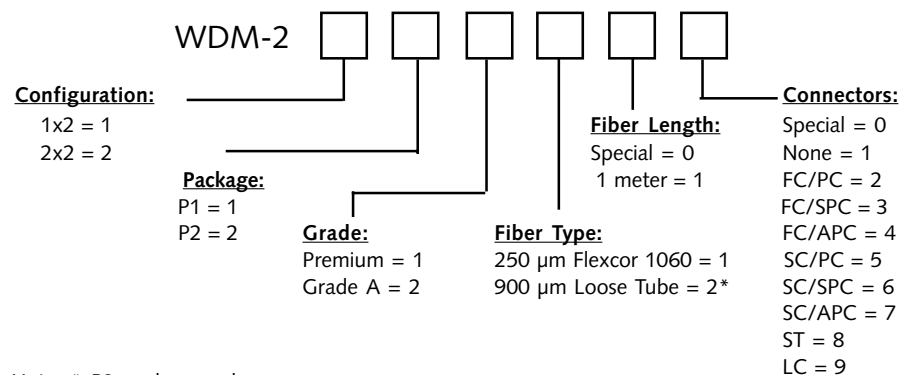 WDM-2
Configuration:
1x2 = 1
2x2 = 2
Package:
P1 = 1
P2 = 2
Grade:
Premium = 1
Grade A = 2
Fiber Type:
250 µm Flexcor 1060 = 1
900 µm Loose Tube = 2*
Fiber Length:
Special = 0
1 meter = 1
Connectors:
Special = 0
None = 1
FC/PC = 2
FC/SPC = 3
FC/APC = 4
SC/PC = 5
SC/SPC = 6
SC/APC = 7
ST = 8
LC = 9